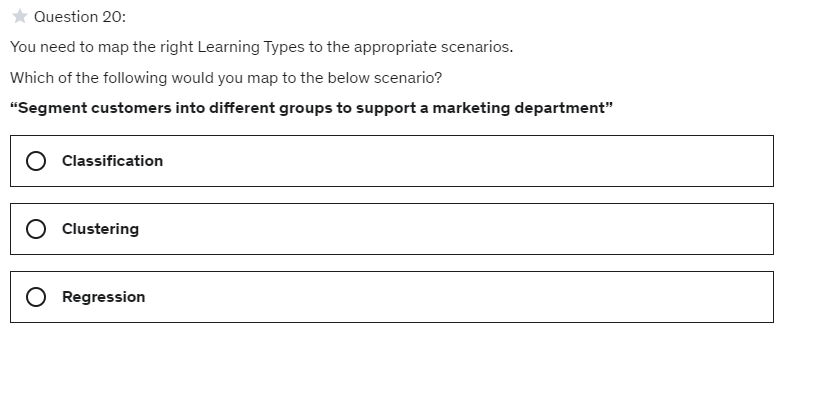 Question 20:
You need to map the right Learning Types to the appropriate scenarios.
Which of the following would you map to the below scenario?
“Segment customers into different groups to support a marketing department”
Classification
Clustering
Regression